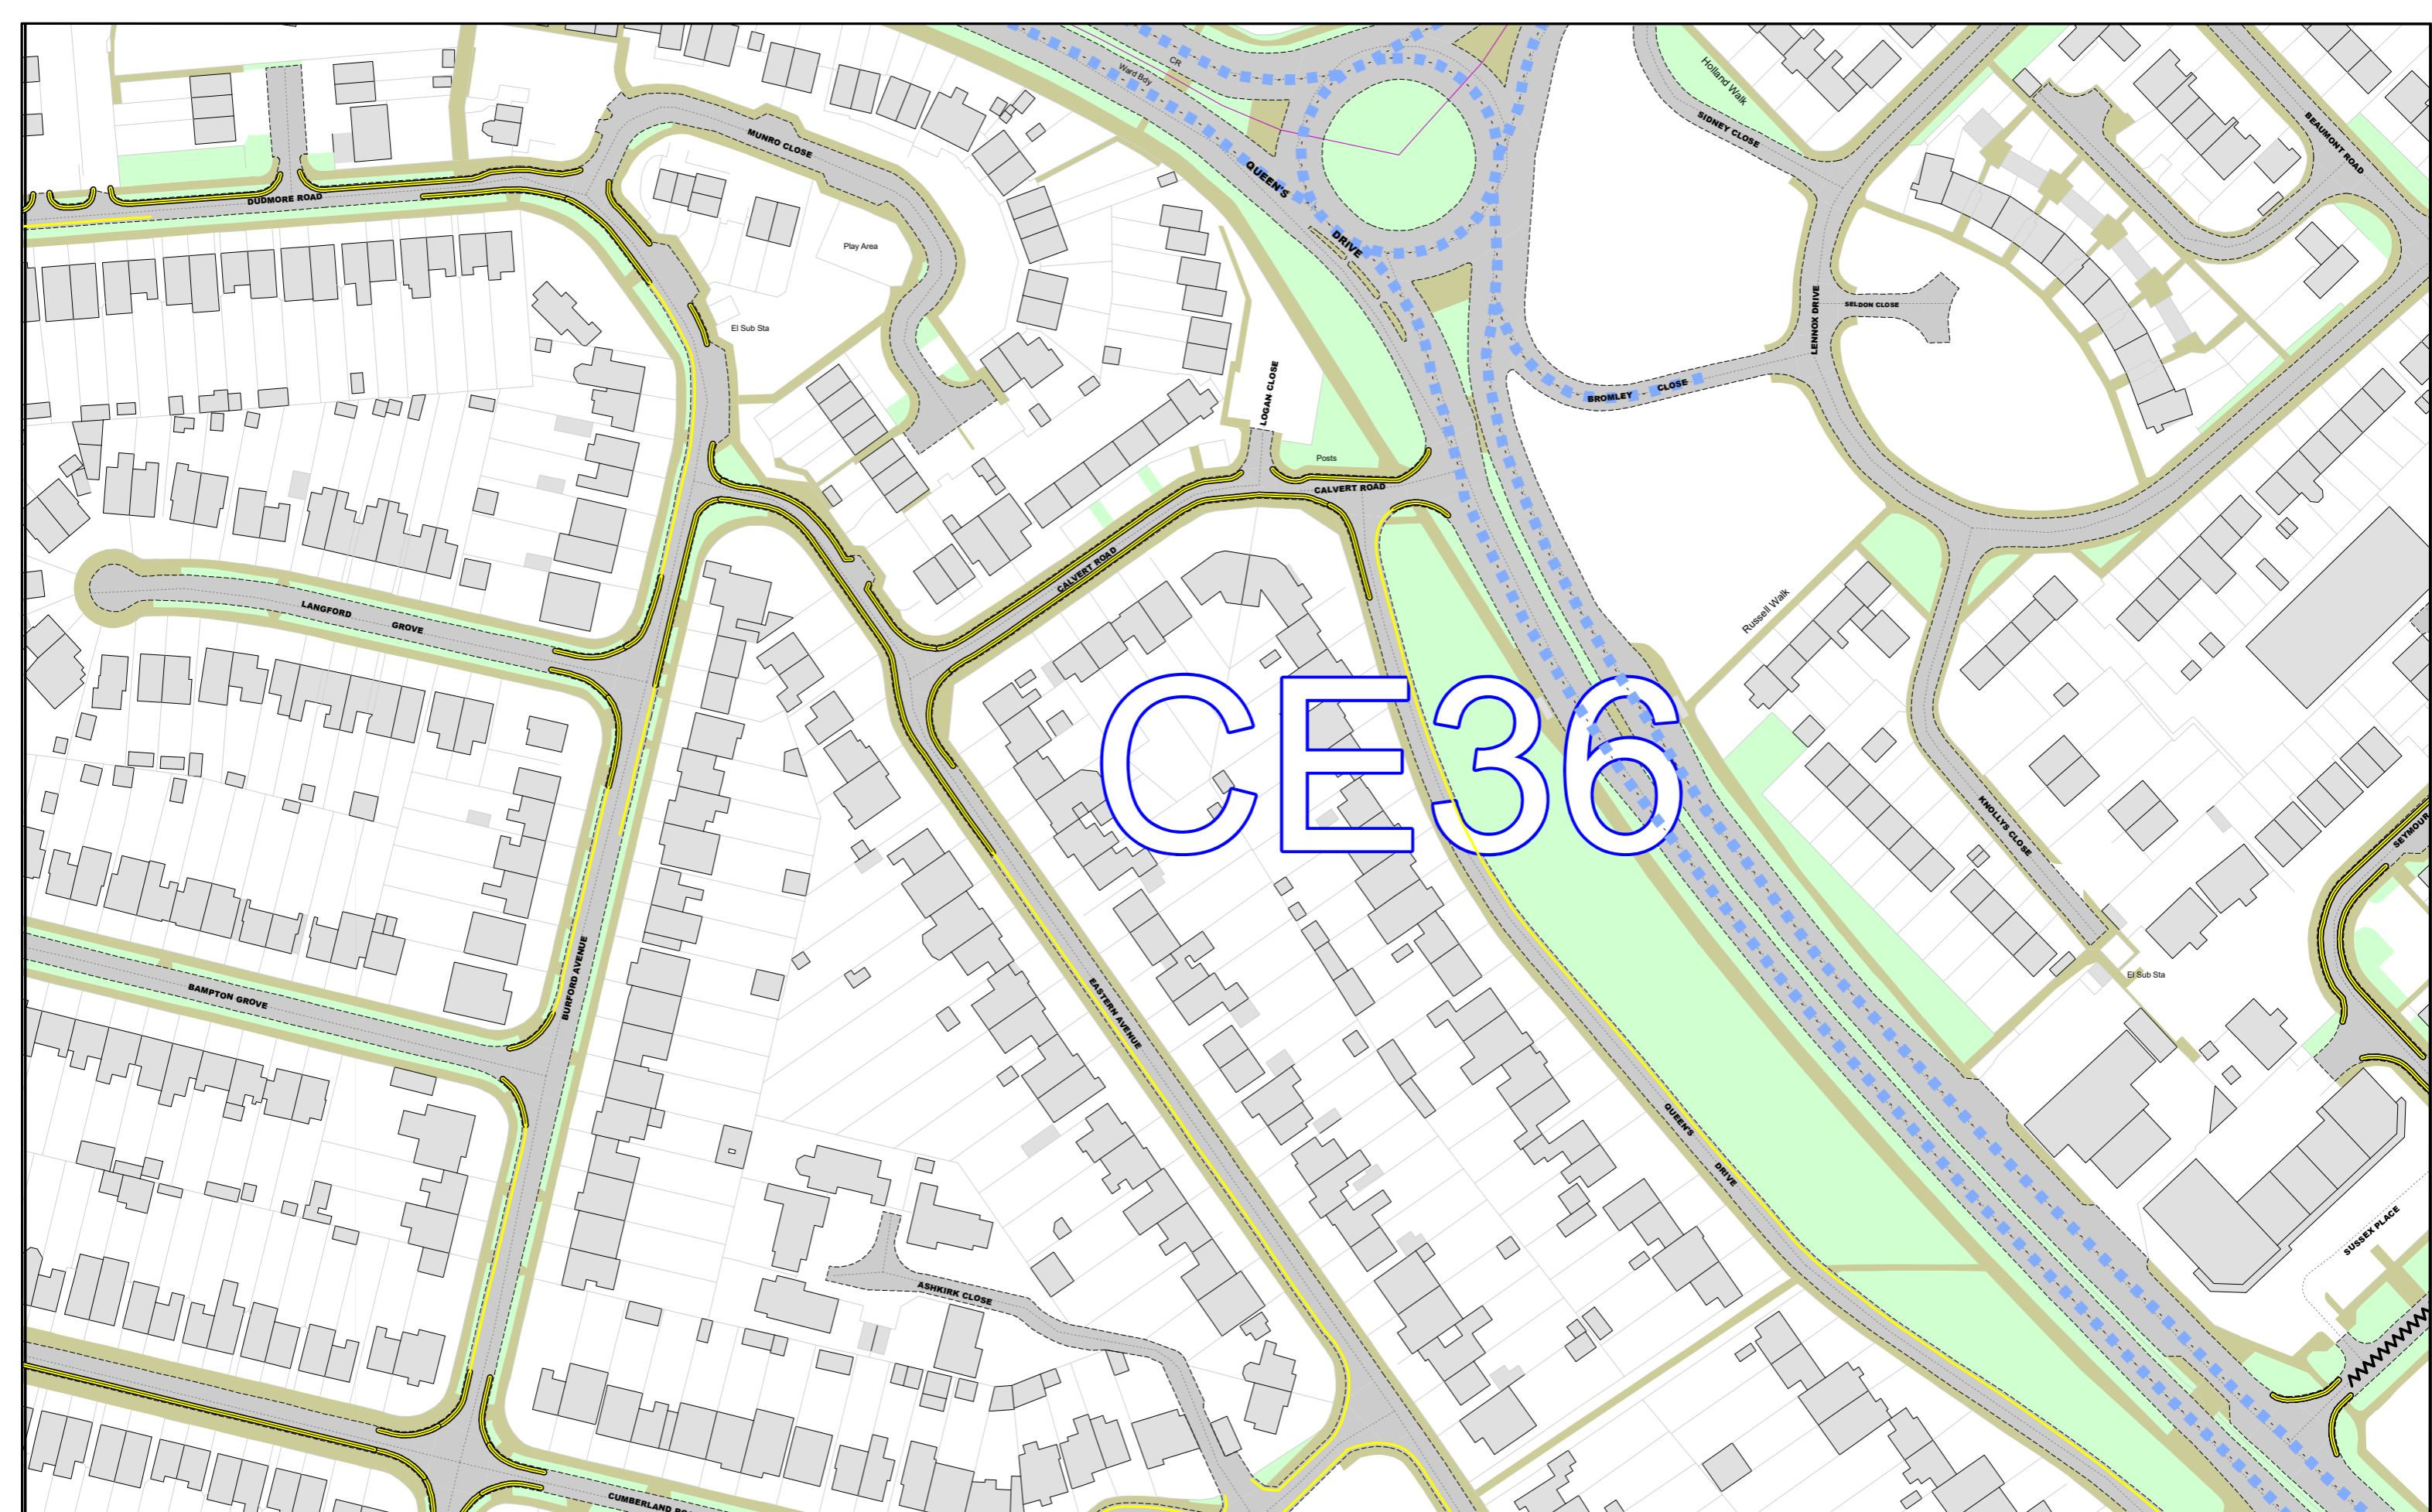 Ward Bdy
CR
Holland Walk
SIDNEY CLOSE
BEAUMONT ROAD
MUNRO CLOSE
QUEEN'S
DRIVE
DUDMORE ROAD
Play Area
El Sub Sta
LENNOX DRIVE
SELDON CLOSE
LOGAN CLOSE
BROMLEY
CLOSE
Posts
CALVERT ROAD
CALVERT ROAD
LANGFORD
GROVE
Russell Walk
CE36
KNOLLYS CLOSE
SEYMOUR
BURFORD AVENUE
EASTERN AVENUE
BAMPTON GROVE
El Sub Sta
QUEEN'S
DRIVE
SUSSEX PLACE
ASHKIRK CLOSE
CUMBERLAND